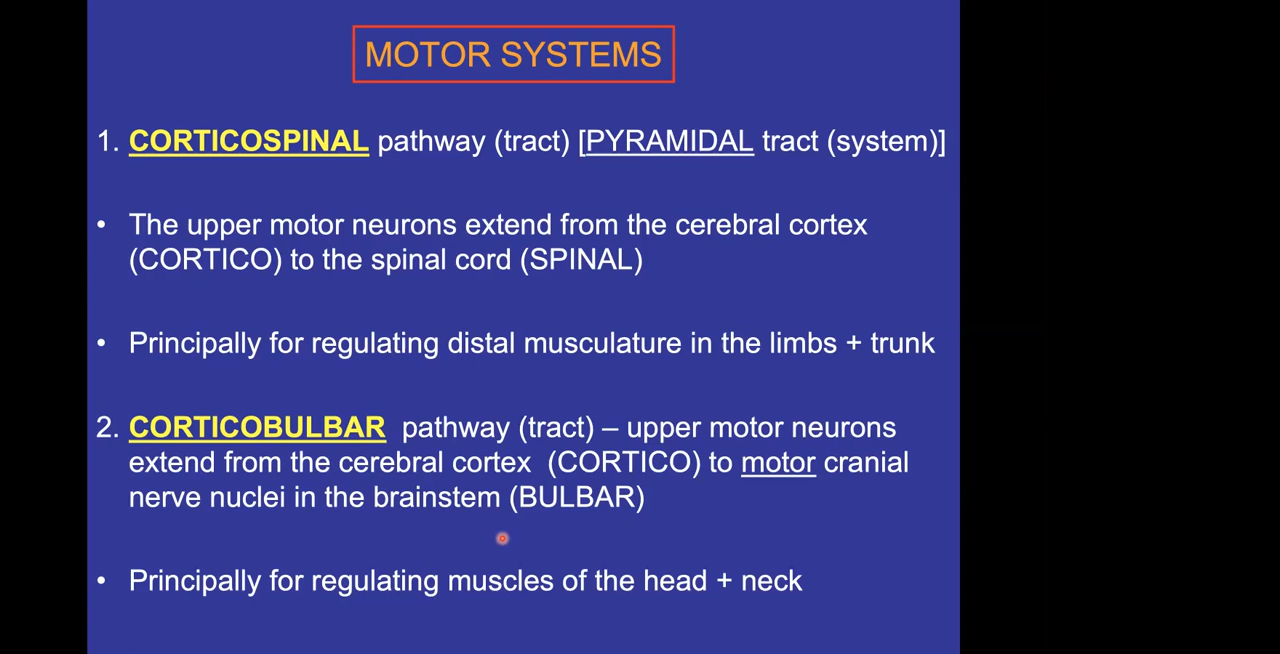 MOTOR SYSTEMS
1. CORTICOSPINAL pathway (tract) [PYRAMIDAL tract (system)]
• The upper motor neurons extend from the cerebral cortex
(CORTICO) to the spinal cord (SPINAL)
• Principally for regulating distal musculature in the limbs + trunk
2. CORTICOBULBAR pathway (tract) – upper motor neurons
extend from the cerebral cortex (CORTICO) to motor cranial
nerve nuclei in the brainstem (BULBAR)
• Principally for regulating muscles of the head + neck